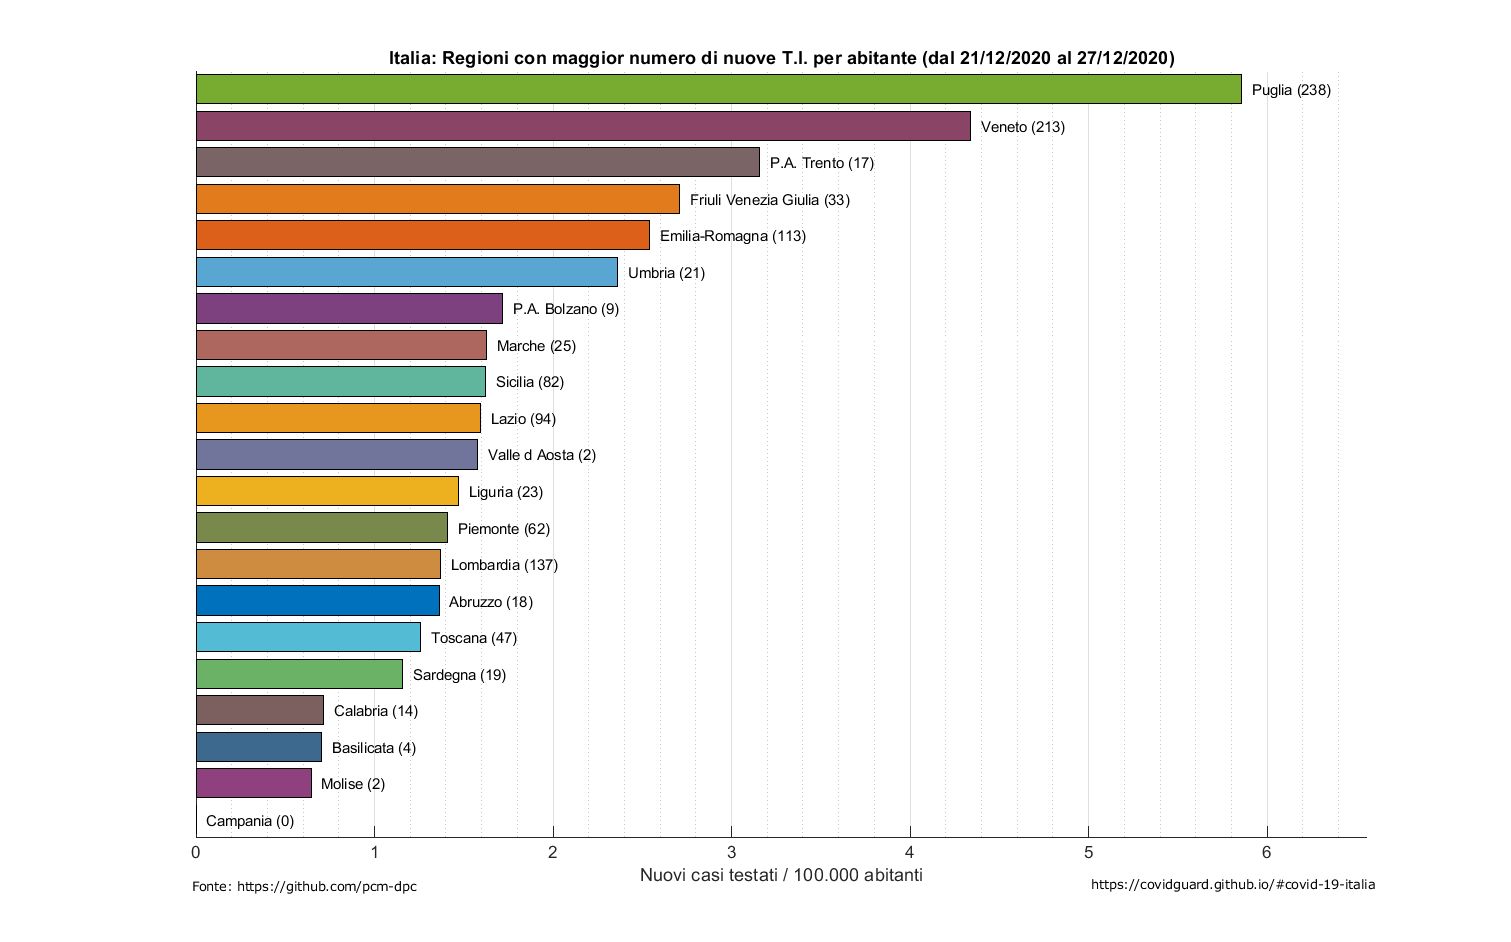 Italia: Regioni con maggior numero di nuove T.I. per abitante (dal 21/12/2020 al 27/12/2020)
Puglia (238)
Veneto (213)
P.A. Trento (17)
Friuli Venezia Giulia (33)
Emilia-Romagna (113)
Umbria (21)
P.A. Bolzano (9)
Marche (25)
Sicilia (82)
Lazio (94)
Valle d Aosta (2)
Liguria (23)
Piemonte (62)
Lombardia (137)
Abruzzo (18)
Toscana (47)
Sardegna (19)
Calabria (14)
Basilicata (4)
Molise (2)
Campania (0)
0 1 2 3 4 5 6
Nuovi casi testati / 100.000 abitanti
Fonte: https://github.com/pcm-dpc
https://covidguard.github.io/#covid-19-italia